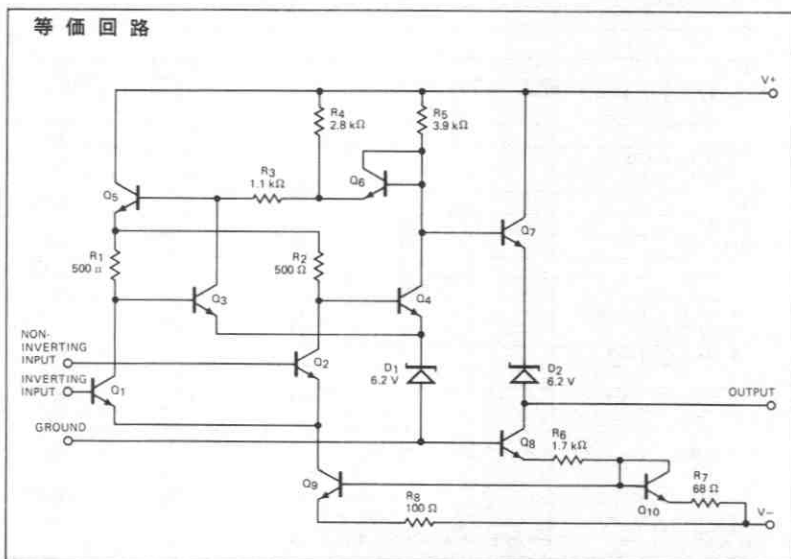 等価回路
V+
R4
2.8 kΩ
R5
3.9 kΩ
R3
1.1 kΩ
Q6
Q5
Q7
R1
500 Ω
R2
500 Ω
Q3
Q4
NON-
INVERTING
INPUT
Q2
D1
6.2 V
D2
6.2 V
INVERTING
INPUT
Q1
OUTPUT
GROUND
Q8
R6
1.7 kΩ
Q9
R7
68 Ω
R8
100 Ω
Q10
V−